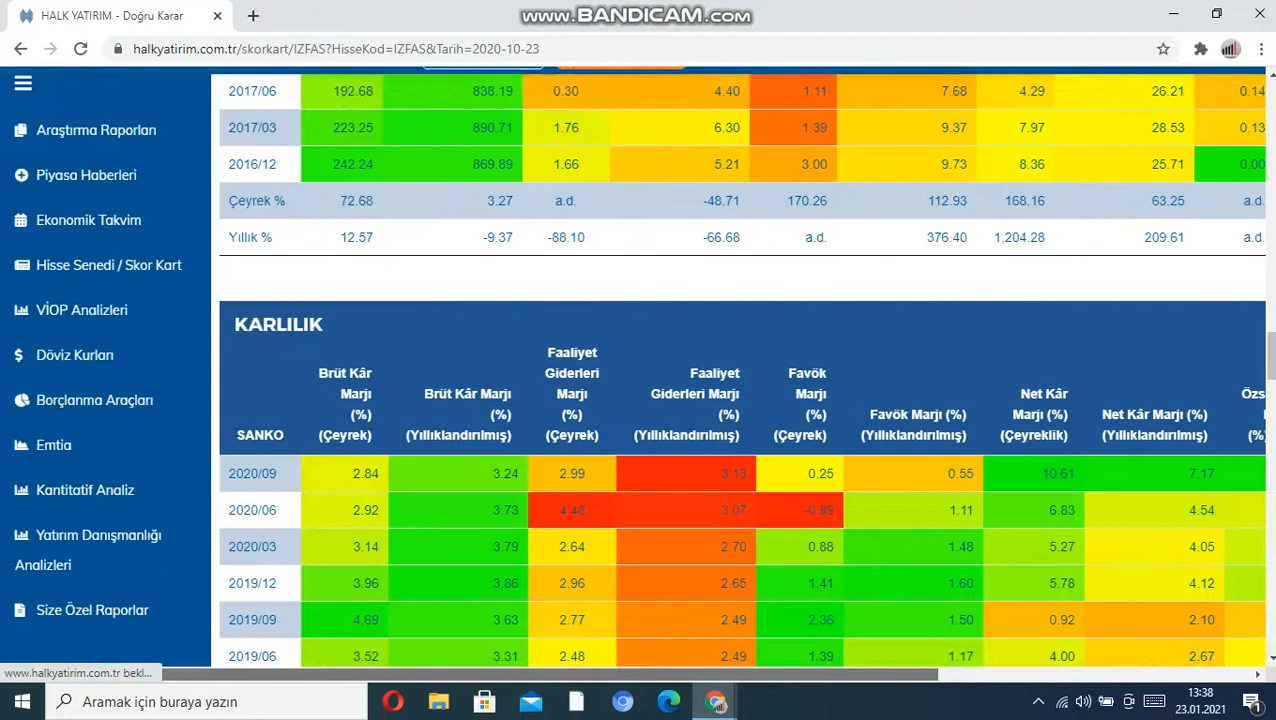 HALK YATIRIM - Doğru Karar
www.BANDICAM.com
halkyatirim.com.tr/skorkart/IZFAS?HisseKod=IZFAS&Tarih=2020-10-23
Araştırma Raporları
Piyasa Haberleri
Ekonomik Takvim
Hisse Senedi / Skor Kart
VİOP Analizleri
Döviz Kurları
Borçlanma Araçları
Emtia
Kantitatif Analiz
Yatırım Danışmanlığı
Analizleri
Size Özel Raporlar
2017/06 192.68 838.19 0.30 4.40 1.11 7.68 4.29 26.21 0.14
2017/03 223.25 890.71 1.76 6.30 1.39 9.37 7.97 28.53 0.13
2016/12 242.24 869.89 1.66 5.21 3.00 9.73 8.36 25.71 0.00
Çeyrek % 72.68 3.27 a.d. -48.71 170.26 112.93 168.16 63.25 a.d.
Yıllık % 12.57 -9.37 -88.10 -66.68 a.d. 376.40 1,204.28 209.61 a.d.
KARLILIK
SANKO
Brüt Kâr
Marjı
(%)
(Çeyrek)
Brüt Kâr Marjı
(%)
(Yıllıklandırılmış)
Faaliyet
Giderleri
Marjı
(%)
(Çeyrek)
Faaliyet
Giderleri Marjı
(%)
(Yıllıklandırılmış)
Favök
Marjı
(%)
(Çeyrek)
Favök Marjı (%)
(Yıllıklandırılmış)
Net Kâr
Marjı (%)
(Çeyreklik)
Net Kâr Marjı (%)
(Yıllıklandırılmış)
Özs
(%)
2020/09 2.84 3.24 2.99 3.13 0.25 0.55 10.61 7.17
2020/06 2.92 3.73 4.46 3.07 -0.89 1.11 6.83 4.54
2020/03 3.14 3.79 2.64 2.70 0.88 1.48 5.27 4.05
2019/12 3.96 3.86 2.96 2.65 1.41 1.60 5.78 4.12
2019/09 4.69 3.63 2.77 2.49 2.36 1.50 0.92 2.10
2019/06 3.52 3.31 2.48 2.49 1.39 1.17 4.00 2.67
www.halkyatirim.com.tr bekl...
Aramak için buraya yazın
13:38
23.01.2021
1